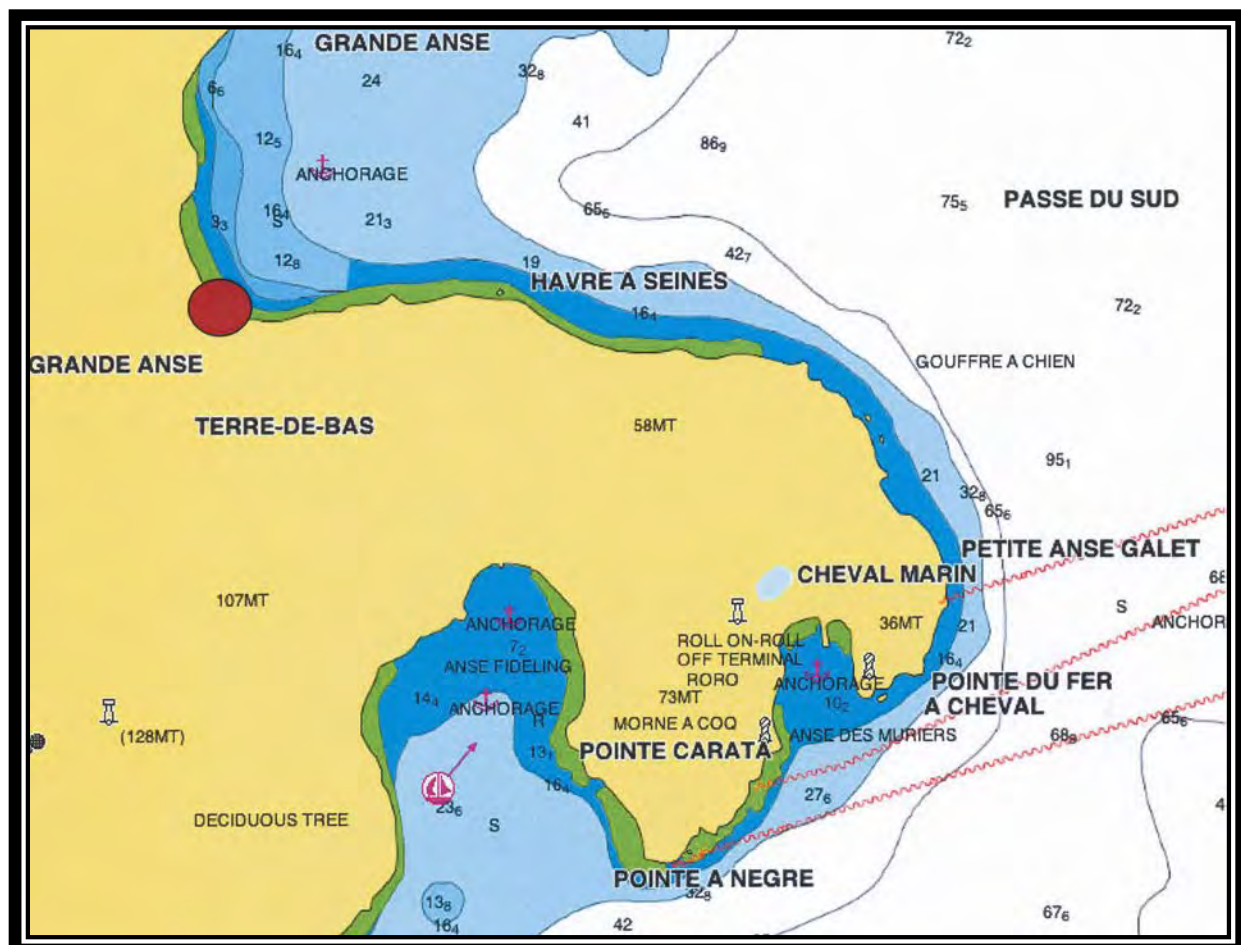 GRANDE ANSE
16₄
24
32₈
72₂
6₆
12₅
41
86₉
ANCHORAGE
16₄
S
21₃
3₃
65₆
75₅
PASSE DU SUD
12₈
19
42₇
HAVRE A SEINES
16₄
72₂
GRANDE ANSE
GOUFFRE A CHIEN
TERRE-DE-BAS
58MT
95₁
21
32₈
65₆
PETITE ANSE GALET
CHEVAL MARIN
107MT
68
S
ANCHORAGE
7₂
36MT
21
ANCHOR
ROLL ON-ROLL
OFF TERMINAL
RORO
ANSE FIDELING
16₄
14₄
73MT
ANCHORAGE
10₂
POINTE DU FER
A CHEVAL
ANCHORAGE
R
MORNE A COQ
65₆
(128MT)
ANSE DES MURIERS
68₉
POINTE CARATA
13₁
16₄
27₆
23₆
4
DECIDUOUS TREE
S
POINTE A NEGRE
32₈
13₈
16₄
42
67₆